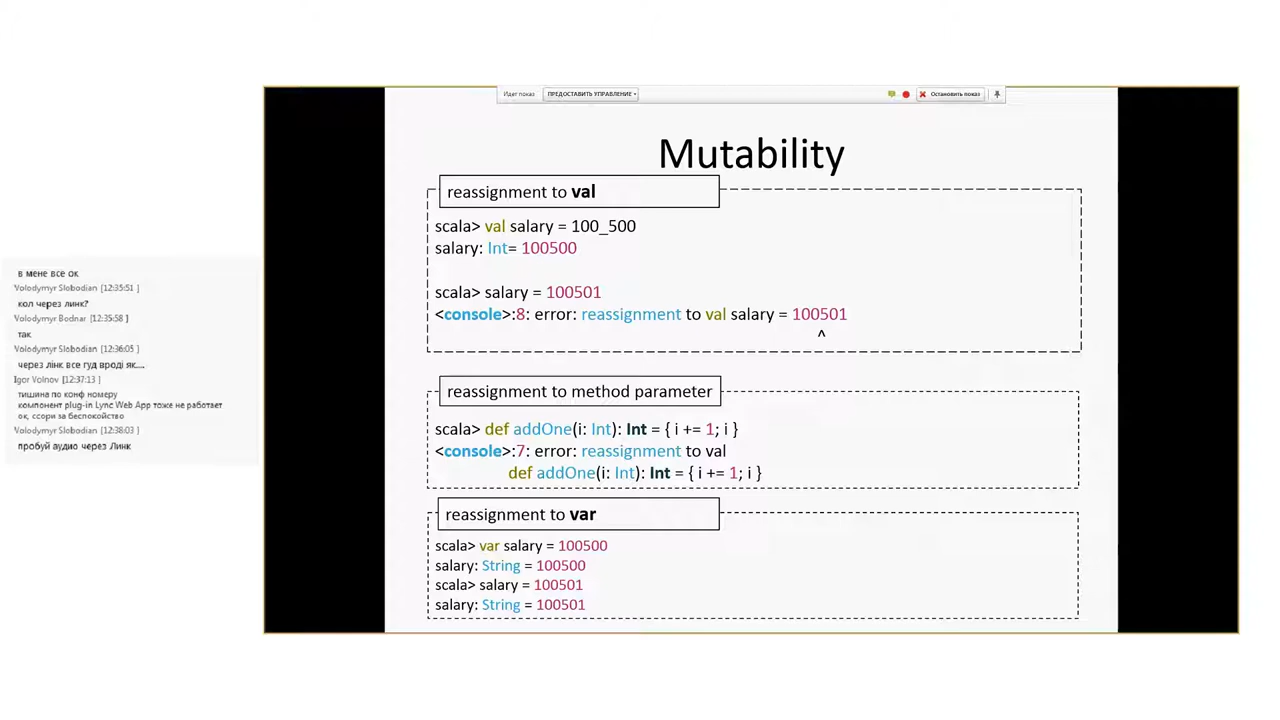 в мене все ок
Volodymyr Slobodian [12:35:51 ]
кол через линк?
Volodymyr Bodnar [12:35:58 ]
так
Volodymyr Slobodian [12:36:05 ]
через лінк все гуд вроді як....
Igor Volnov [12:37:13 ]
тишина по конф номеру
компонент plug-in Lync Web App тоже не работает
ок, ссори за беспокойство
Volodymyr Slobodian [12:38:03 ]
пробуй аудио через Линк
Идет показ ПРЕДОСТАВИТЬ УПРАВЛЕНИЕ Остановить показ
Mutability
reassignment to val
scala> val salary = 100_500
salary: Int= 100500
scala> salary = 100501
<console>:8: error: reassignment to val salary = 100501
^
reassignment to method parameter
scala> def addOne(i: Int): Int = { i += 1; i }
<console>:7: error: reassignment to val
def addOne(i: Int): Int = { i += 1; i }
reassignment to var
scala> var salary = 100500
salary: String = 100500
scala> salary = 100501
salary: String = 100501